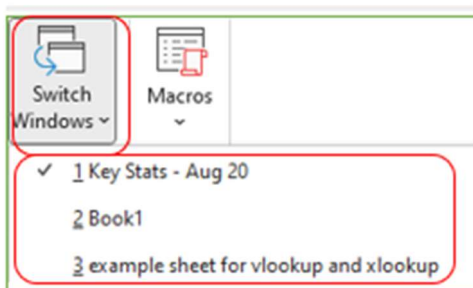 Switch
Windows
Macros
1 Key Stats - Aug 20
2 Book1
3 example sheet for vlookup and xlookup